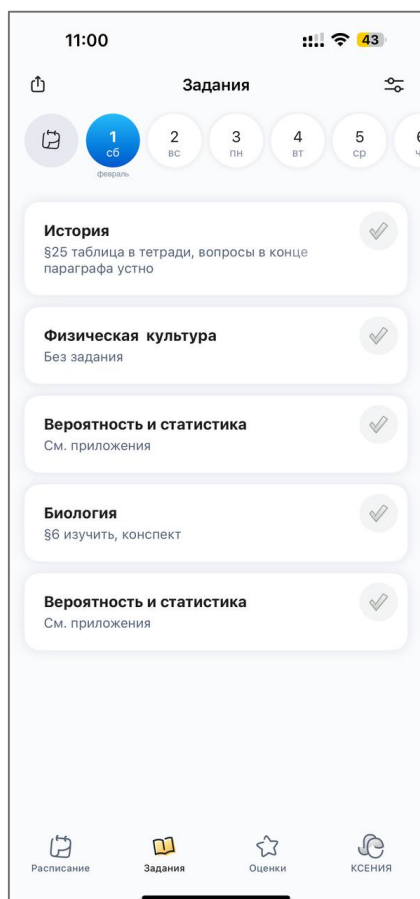 11:00
43
Задания
1
сб
февраль
2
вс
3
пн
4
вт
5
ср
История
§25 таблица в тетради, вопросы в конце
параграфа устно
Физическая культура
Без задания
Вероятность и статистика
См. приложения
Биология
§6 изучить, конспект
Вероятность и статистика
См. приложения
Расписание
Задания
Оценки
КСЕНИЯ